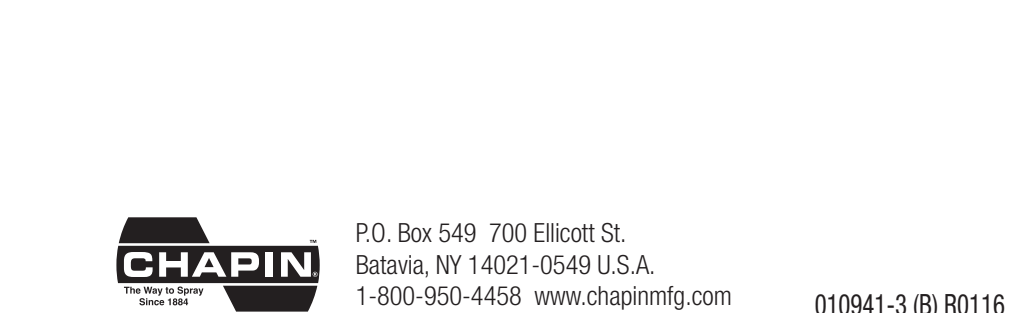 CHAPIN™®
The Way to Spray
Since 1884
P.O. Box 549 700 Ellicott St.
Batavia, NY 14021-0549 U.S.A.
1-800-950-4458 www.chapinmfg.com
010941-3 (B) R0116